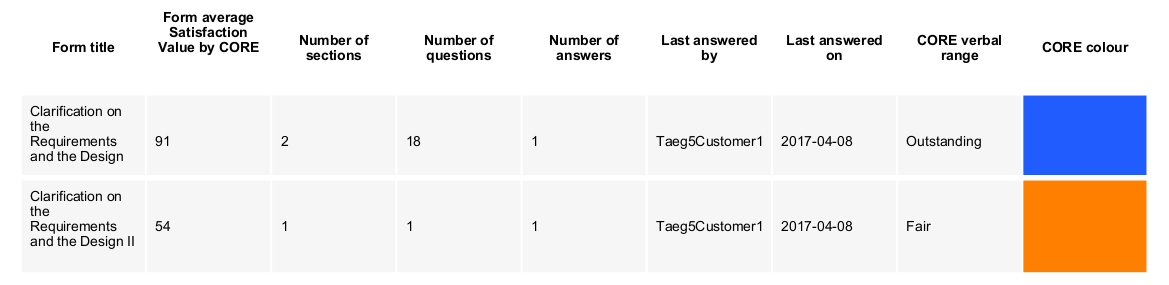 Form title
Form average
Satisfaction
Value by CORE
Number of
sections
Number of
questions
Number of
answers
Last answered
by
Last answered
on
CORE verbal
range
CORE colour
Clarification on
the
Requirements
and the Design
91
2
18
1
Taeg5Customer1
2017-04-08
Outstanding
Clarification on
the
Requirements
and the Design II
54
1
1
1
Taeg5Customer1
2017-04-08
Fair